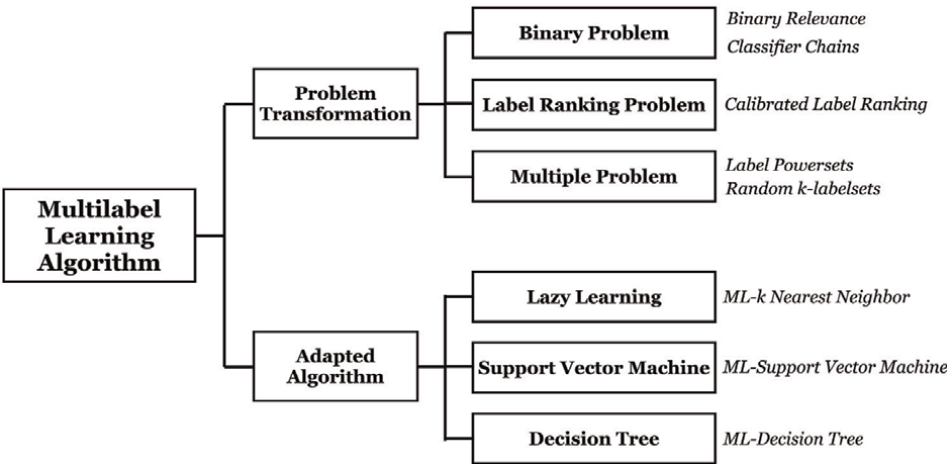 Multilabel
Learning
Algorithm
Problem
Transformation
Binary Problem
Binary Relevance
Classifier Chains
Label Ranking Problem
Calibrated Label Ranking
Multiple Problem
Label Powersets
Random k-labelsets
Adapted
Algorithm
Lazy Learning
ML-k Nearest Neighbor
Support Vector Machine
ML-Support Vector Machine
Decision Tree
ML-Decision Tree